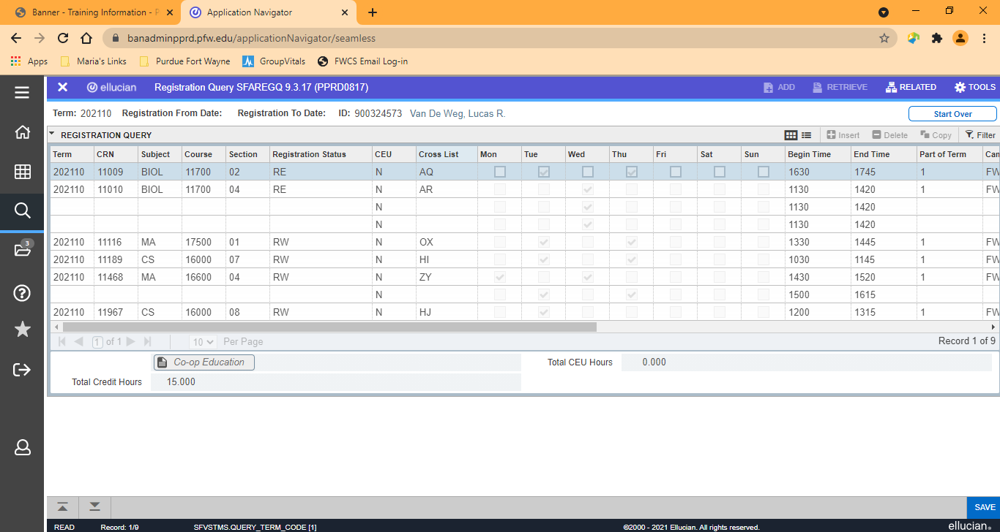 Banner - Training Information - P
Application Navigator
banadminpprd.pfw.edu/applicationNavigator/seamless
Apps Maria's Links Purdue Fort Wayne GroupVitals FWCS Email Log-in
ellucian Registration Query SFAREGQ 9.3.17 (PPRD0817) ADD RETRIEVE RELATED TOOLS
Term: 202110 Registration From Date: Registration To Date: ID: 900324573 Van De Weg, Lucas R. Start Over
REGISTRATION QUERY Insert Delete Copy Filter
Term CRN Subject Course Section Registration Status CEU Cross List Mon Tue Wed Thu Fri Sat Sun Begin Time End Time Part of Term Cam
202110 11009 BIOL 11700 02 RE N AQ 1630 1745 1 FW
202110 11010 BIOL 11700 04 RE N AR 1130 1420 1 FW
N 1130 1420
N 1130 1420
202110 11116 MA 17500 01 RW N OX 1330 1445 1 FW
202110 11189 CS 16000 07 RW N HI 1030 1145 1 FW
202110 11468 MA 16600 04 RW N ZY 1430 1520 1 FW
N 1500 1615
202110 11967 CS 16000 08 RW N HJ 1200 1315 1 FW
1 of 1 10 Per Page Record 1 of 9
Co-op Education Total CEU Hours 0.000
Total Credit Hours 15.000
3
SAVE
READ Record: 1/9 SFVSTMS.QUERY_TERM_CODE [1] ©2000 - 2021 Ellucian. All rights reserved. ellucian